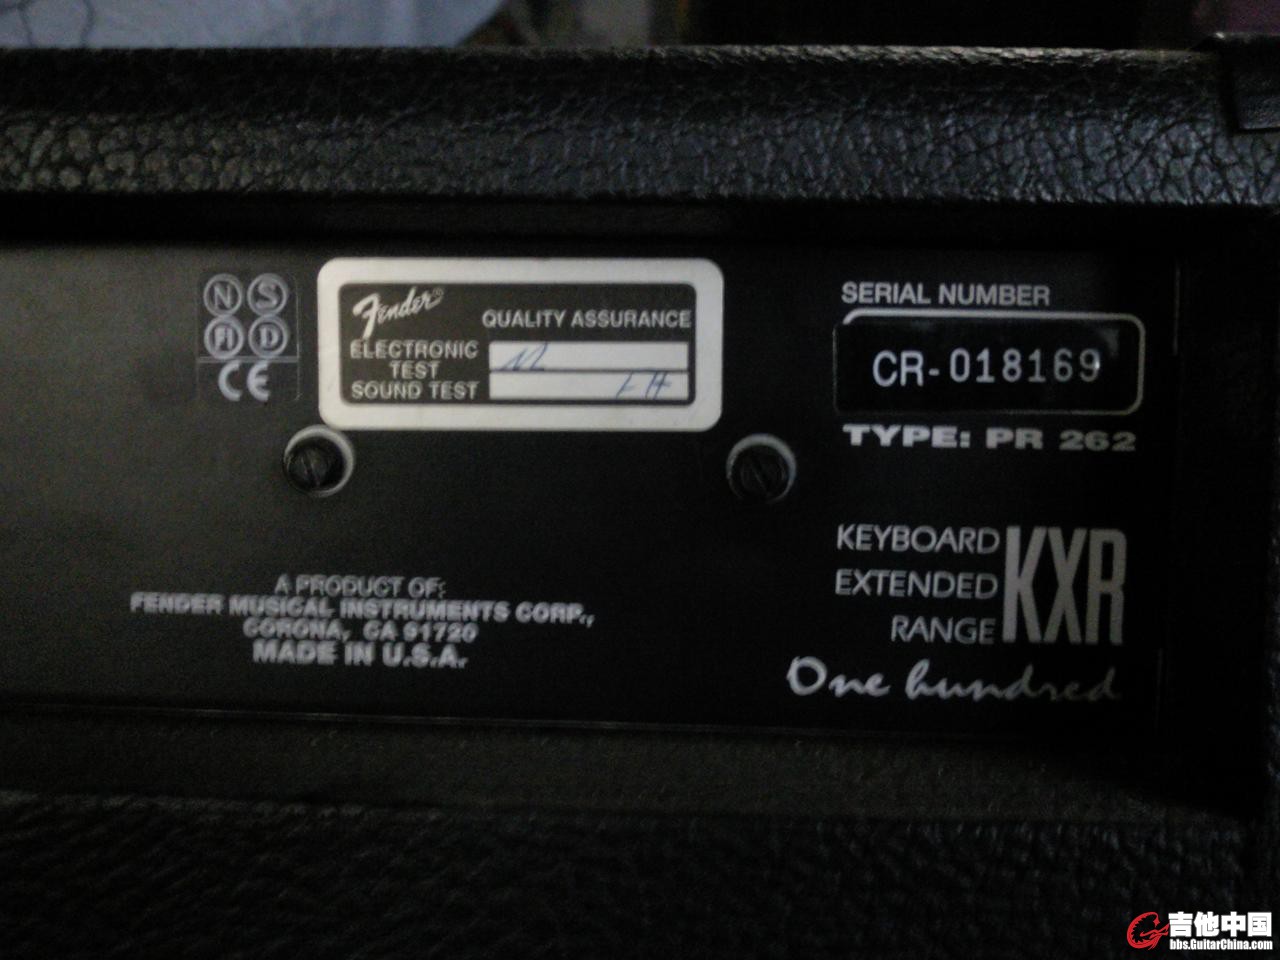 N S
FI D
CE
Fender®
QUALITY ASSURANCE
ELECTRONIC
TEST
SOUND TEST
SERIAL NUMBER
CR-018169
TYPE: PR 262
KEYBOARD
EXTENDED
RANGE
KXR
One hundred
A PRODUCT OF:
FENDER MUSICAL INSTRUMENTS CORP.,
CORONA, CA 91720
MADE IN U.S.A.
吉他中国
bbs.GuitarChina.com